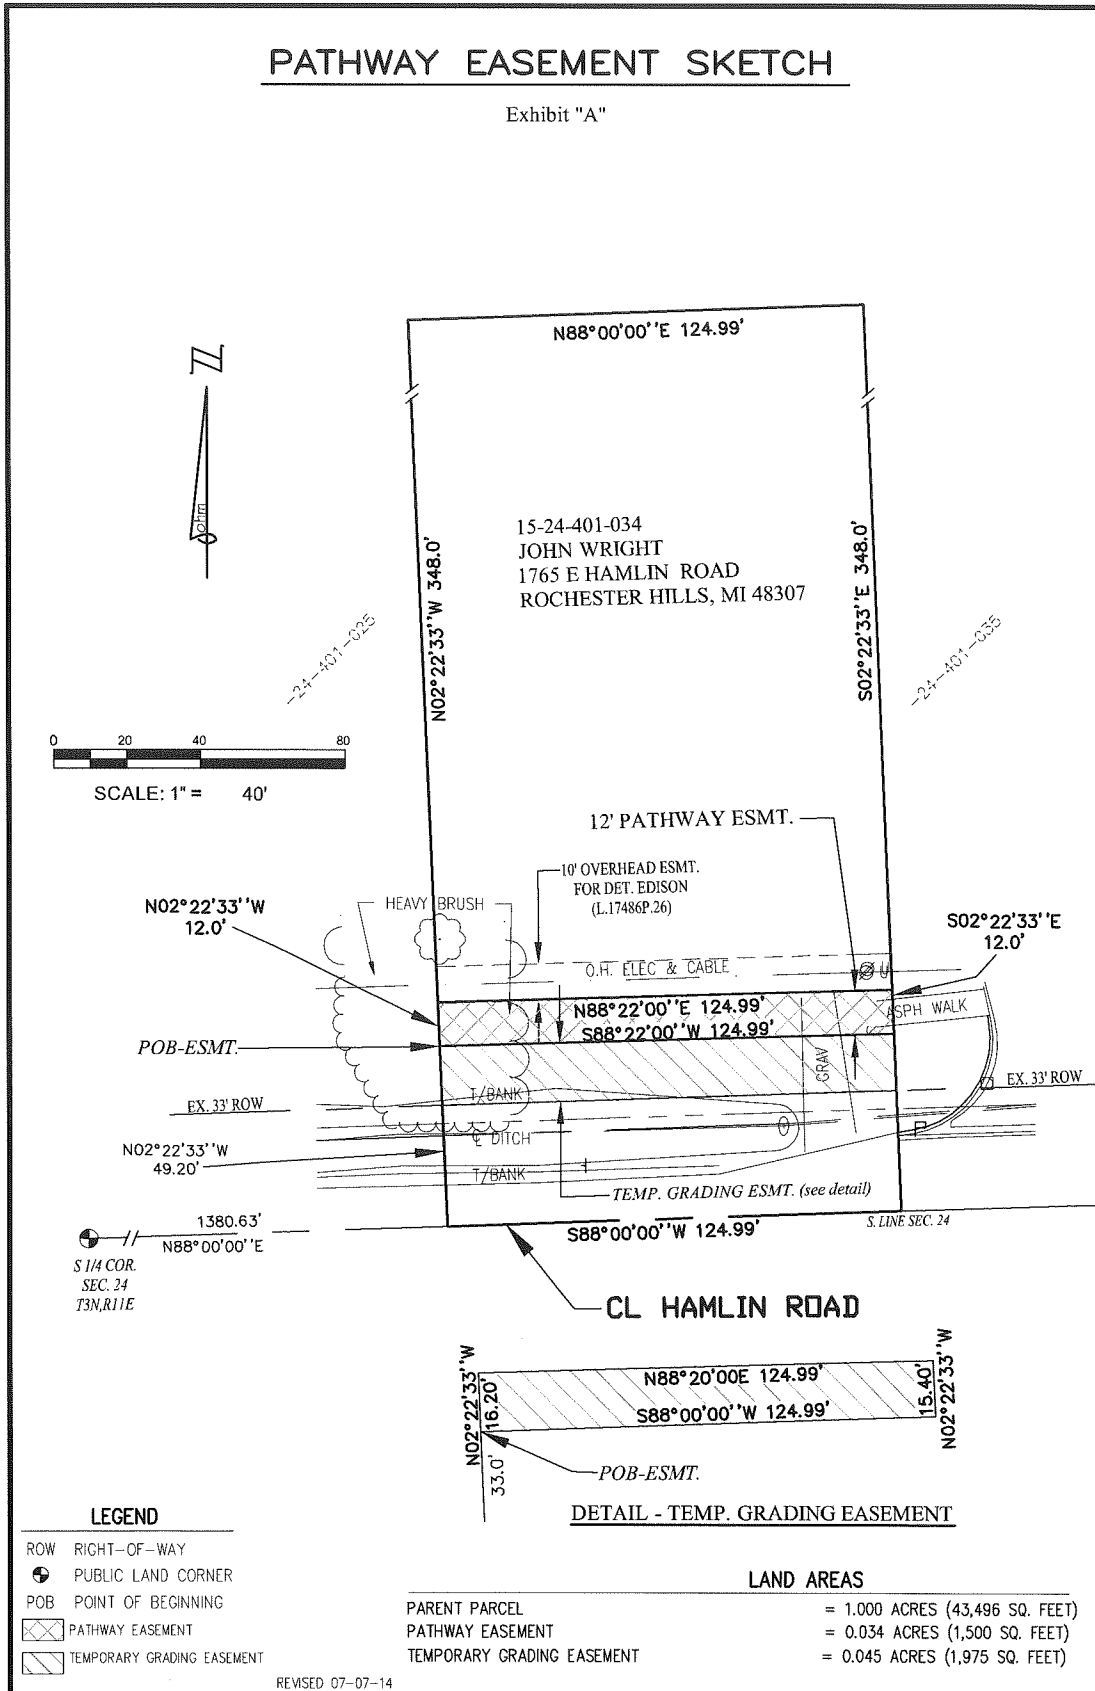 PATHWAY EASEMENT SKETCH
Exhibit "A"
N88°00'00''E 124.99'
N
ohm
15-24-401-034
JOHN WRIGHT
1765 E HAMLIN ROAD
ROCHESTER HILLS, MI 48307
N02°22'33''W 348.0'
S02°22'33''E 348.0'
-24-401-025
-24-401-035
0 20 40 80
SCALE: 1" = 40'
12' PATHWAY ESMT.
10' OVERHEAD ESMT.
FOR DET. EDISON
(L.17486P.26)
HEAVY BRUSH
N02°22'33''W
12.0'
S02°22'33''E
12.0'
O.H. ELEC & CABLE
U
N88°22'00''E 124.99'
S88°22'00''W 124.99'
ASPH WALK
POB-ESMT.
GRAV
EX. 33' ROW
EX. 33' ROW
T/BANK
℄ DITCH
N02°22'33''W
49.20'
T/BANK
TEMP. GRADING ESMT. (see detail)
1380.63'
N88°00'00''E
S88°00'00''W 124.99'
S. LINE SEC. 24
S 1/4 COR.
SEC. 24
T3N,R11E
CL HAMLIN ROAD
N02°22'33''W
16.20'
N88°20'00E 124.99'
S88°00'00''W 124.99'
15.40'
N02°22'33''W
33.0'
POB-ESMT.
DETAIL - TEMP. GRADING EASEMENT
LEGEND
ROW RIGHT-OF-WAY
PUBLIC LAND CORNER
POB POINT OF BEGINNING
PATHWAY EASEMENT
TEMPORARY GRADING EASEMENT
REVISED 07-07-14
LAND AREAS
PARENT PARCEL = 1.000 ACRES (43,496 SQ. FEET)
PATHWAY EASEMENT = 0.034 ACRES (1,500 SQ. FEET)
TEMPORARY GRADING EASEMENT = 0.045 ACRES (1,975 SQ. FEET)